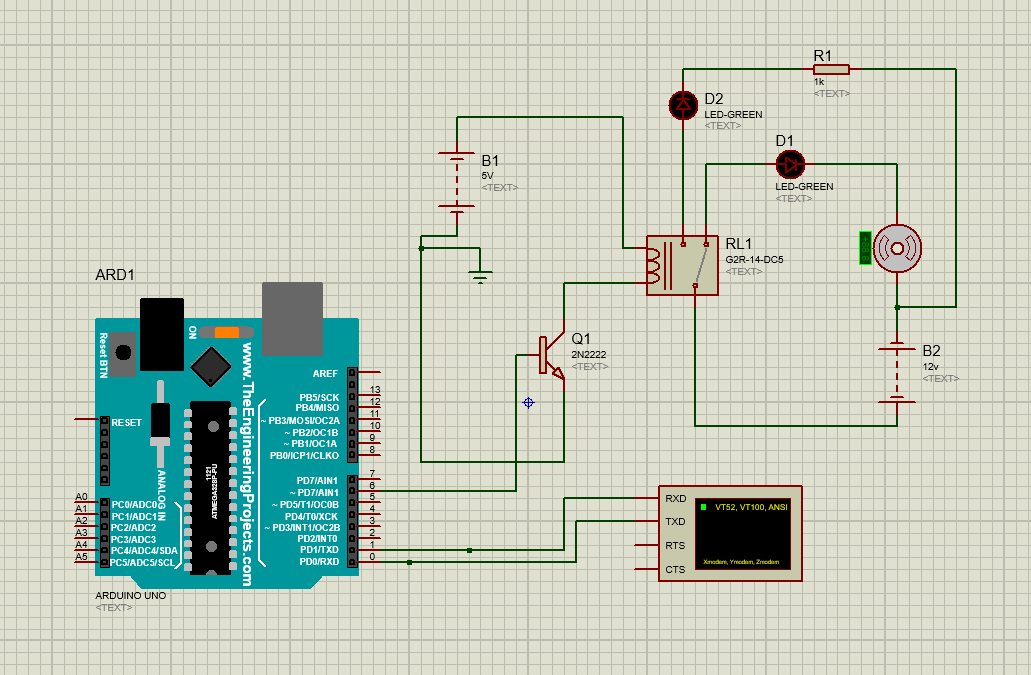 R1
1k
<TEXT>
D2
LED-GREEN
<TEXT>
D1
LED-GREEN
<TEXT>
B1
5V
<TEXT>
RL1
G2R-14-DC5
<TEXT>
Q1
2N2222
<TEXT>
B2
12v
<TEXT>
ARD1
Reset BTN
ON
www.TheEngineeringProjects.com
1121
ATMEGA328P-PU
ANALOG IN
RESET
A0 PC0/ADC0
A1 PC1/ADC1
A2 PC2/ADC2
A3 PC3/ADC3
A4 PC4/ADC4/SDA
A5 PC5/ADC5/SCL
AREF
PB5/SCK 13
PB4/MISO 12
~ PB3/MOSI/OC2A 11
~ PB2/OC1B 10
~ PB1/OC1A 9
PB0/ICP1/CLKO 8
PD7/AIN1 7
~ PD7/AIN1 6
~ PD5/T1/OC0B 5
PD4/T0/XCK 4
~ PD3/INT1/OC2B 3
PD2/INT0 2
PD1/TXD 1
PD0/RXD 0
ARDUINO UNO
<TEXT>
RXD
TXD
RTS
CTS
VT52, VT100, ANSI
Xmodem, Ymodem, Zmodem